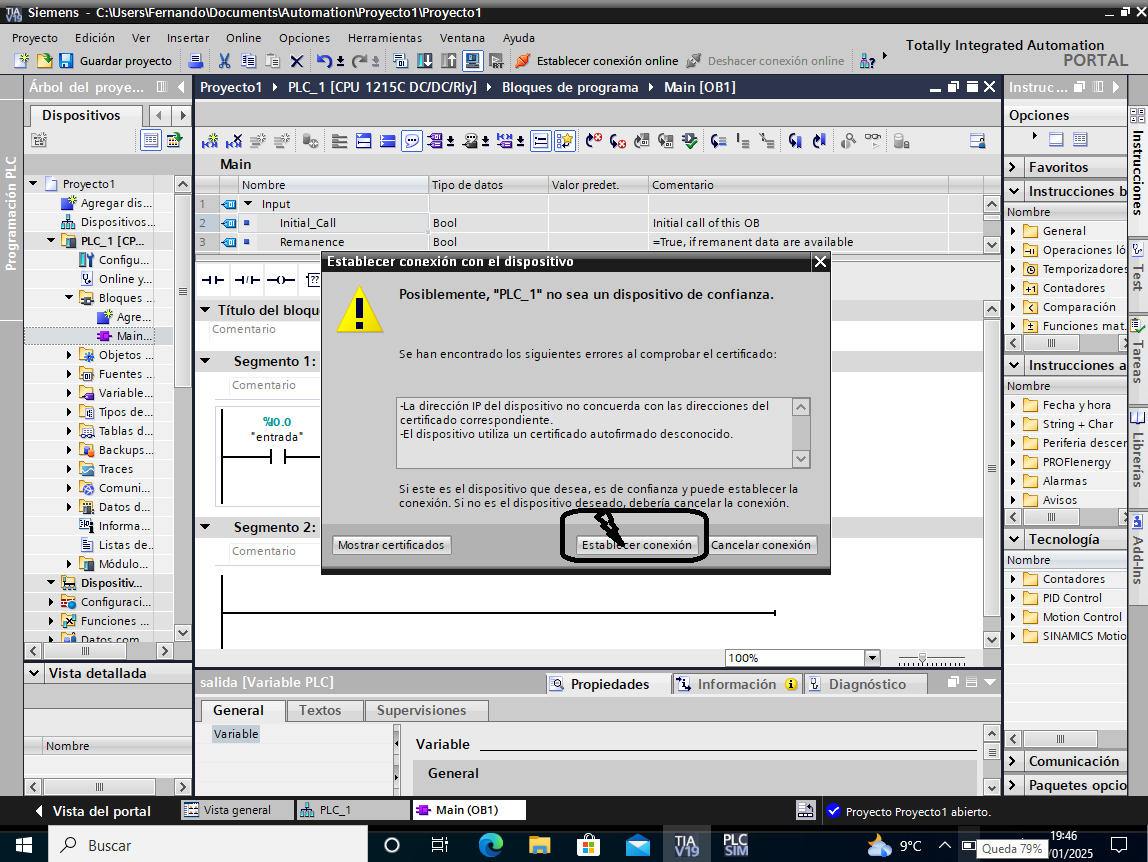 TIA V19
Siemens - C:\Users\Fernando\Documents\Automation\Proyecto1\Proyecto1
Proyecto Edición Ver Insertar Online Opciones Herramientas Ventana Ayuda
Guardar proyecto
Establecer conexión online
Deshacer conexión online
Totally Integrated Automation
PORTAL
Árbol del proye...
Proyecto1 PLC_1 [CPU 1215C DC/DC/Rly] Bloques de programa Main [OB1]
Instruc...
Dispositivos
Opciones
Programación PLC
Proyecto1
Agregar dis...
Dispositivos...
PLC_1 [CP...
Configu...
Online y...
Bloques ...
Agre...
Main...
Objetos ...
Fuentes ...
Variable...
Tipos de...
Tablas d...
Backups...
Traces
Comuni...
Datos d...
Informa...
Listas de...
Módulo...
Dispositiv...
Configuraci...
Funciones ...
Datos com...
Vista detallada
Nombre
Main
Nombre Tipo de datos Valor predet. Comentario
1 Input
2 Initial_Call Bool Initial call of this OB
3 Remanence Bool =True, if remanent data are available
??
Título del bloqu
Comentario
Segmento 1:
Comentario
%I0.0
"entrada"
Segmento 2:
Comentario
100%
Establecer conexión con el dispositivo
Posiblemente, "PLC_1" no sea un dispositivo de confianza.
Se han encontrado los siguientes errores al comprobar el certificado:
-La dirección IP del dispositivo no concuerda con las direciones del
certificado correspondiente.
-El dispositivo utiliza un certificado autofirmado desconocido.
Si este es el dispositivo que desea, es de confianza y puede establecer la
conexión. Si no es el dispositivo deseado, debería cancelar la conexión.
Mostrar certificados
Establecer conexión
Cancelar conexión
salida [Variable PLC]
Propiedades
Información
Diagnóstico
General Textos Supervisiones
Variable
Variable
General
Favoritos
Instrucciones b
Nombre
General
Operaciones ló
Temporizadores
Contadores
Comparación
Funciones mat.
Instrucciones a
Nombre
Fecha y hora
String + Char
Periferia descer
PROFIenergy
Alarmas
Avisos
Tecnología
Nombre
Contadores
PID Control
Motion Control
SINAMICS Motio
Comunicación
Paquetes opcio
Instrucciones
Test
Tareas
Librerías
Add-Ins
Vista del portal
Vista general
PLC_1
Main (OB1)
Proyecto Proyecto1 abierto.
Buscar
TIA V19
PLC SIM
9°C
19:46
/01/2025
Queda 79%